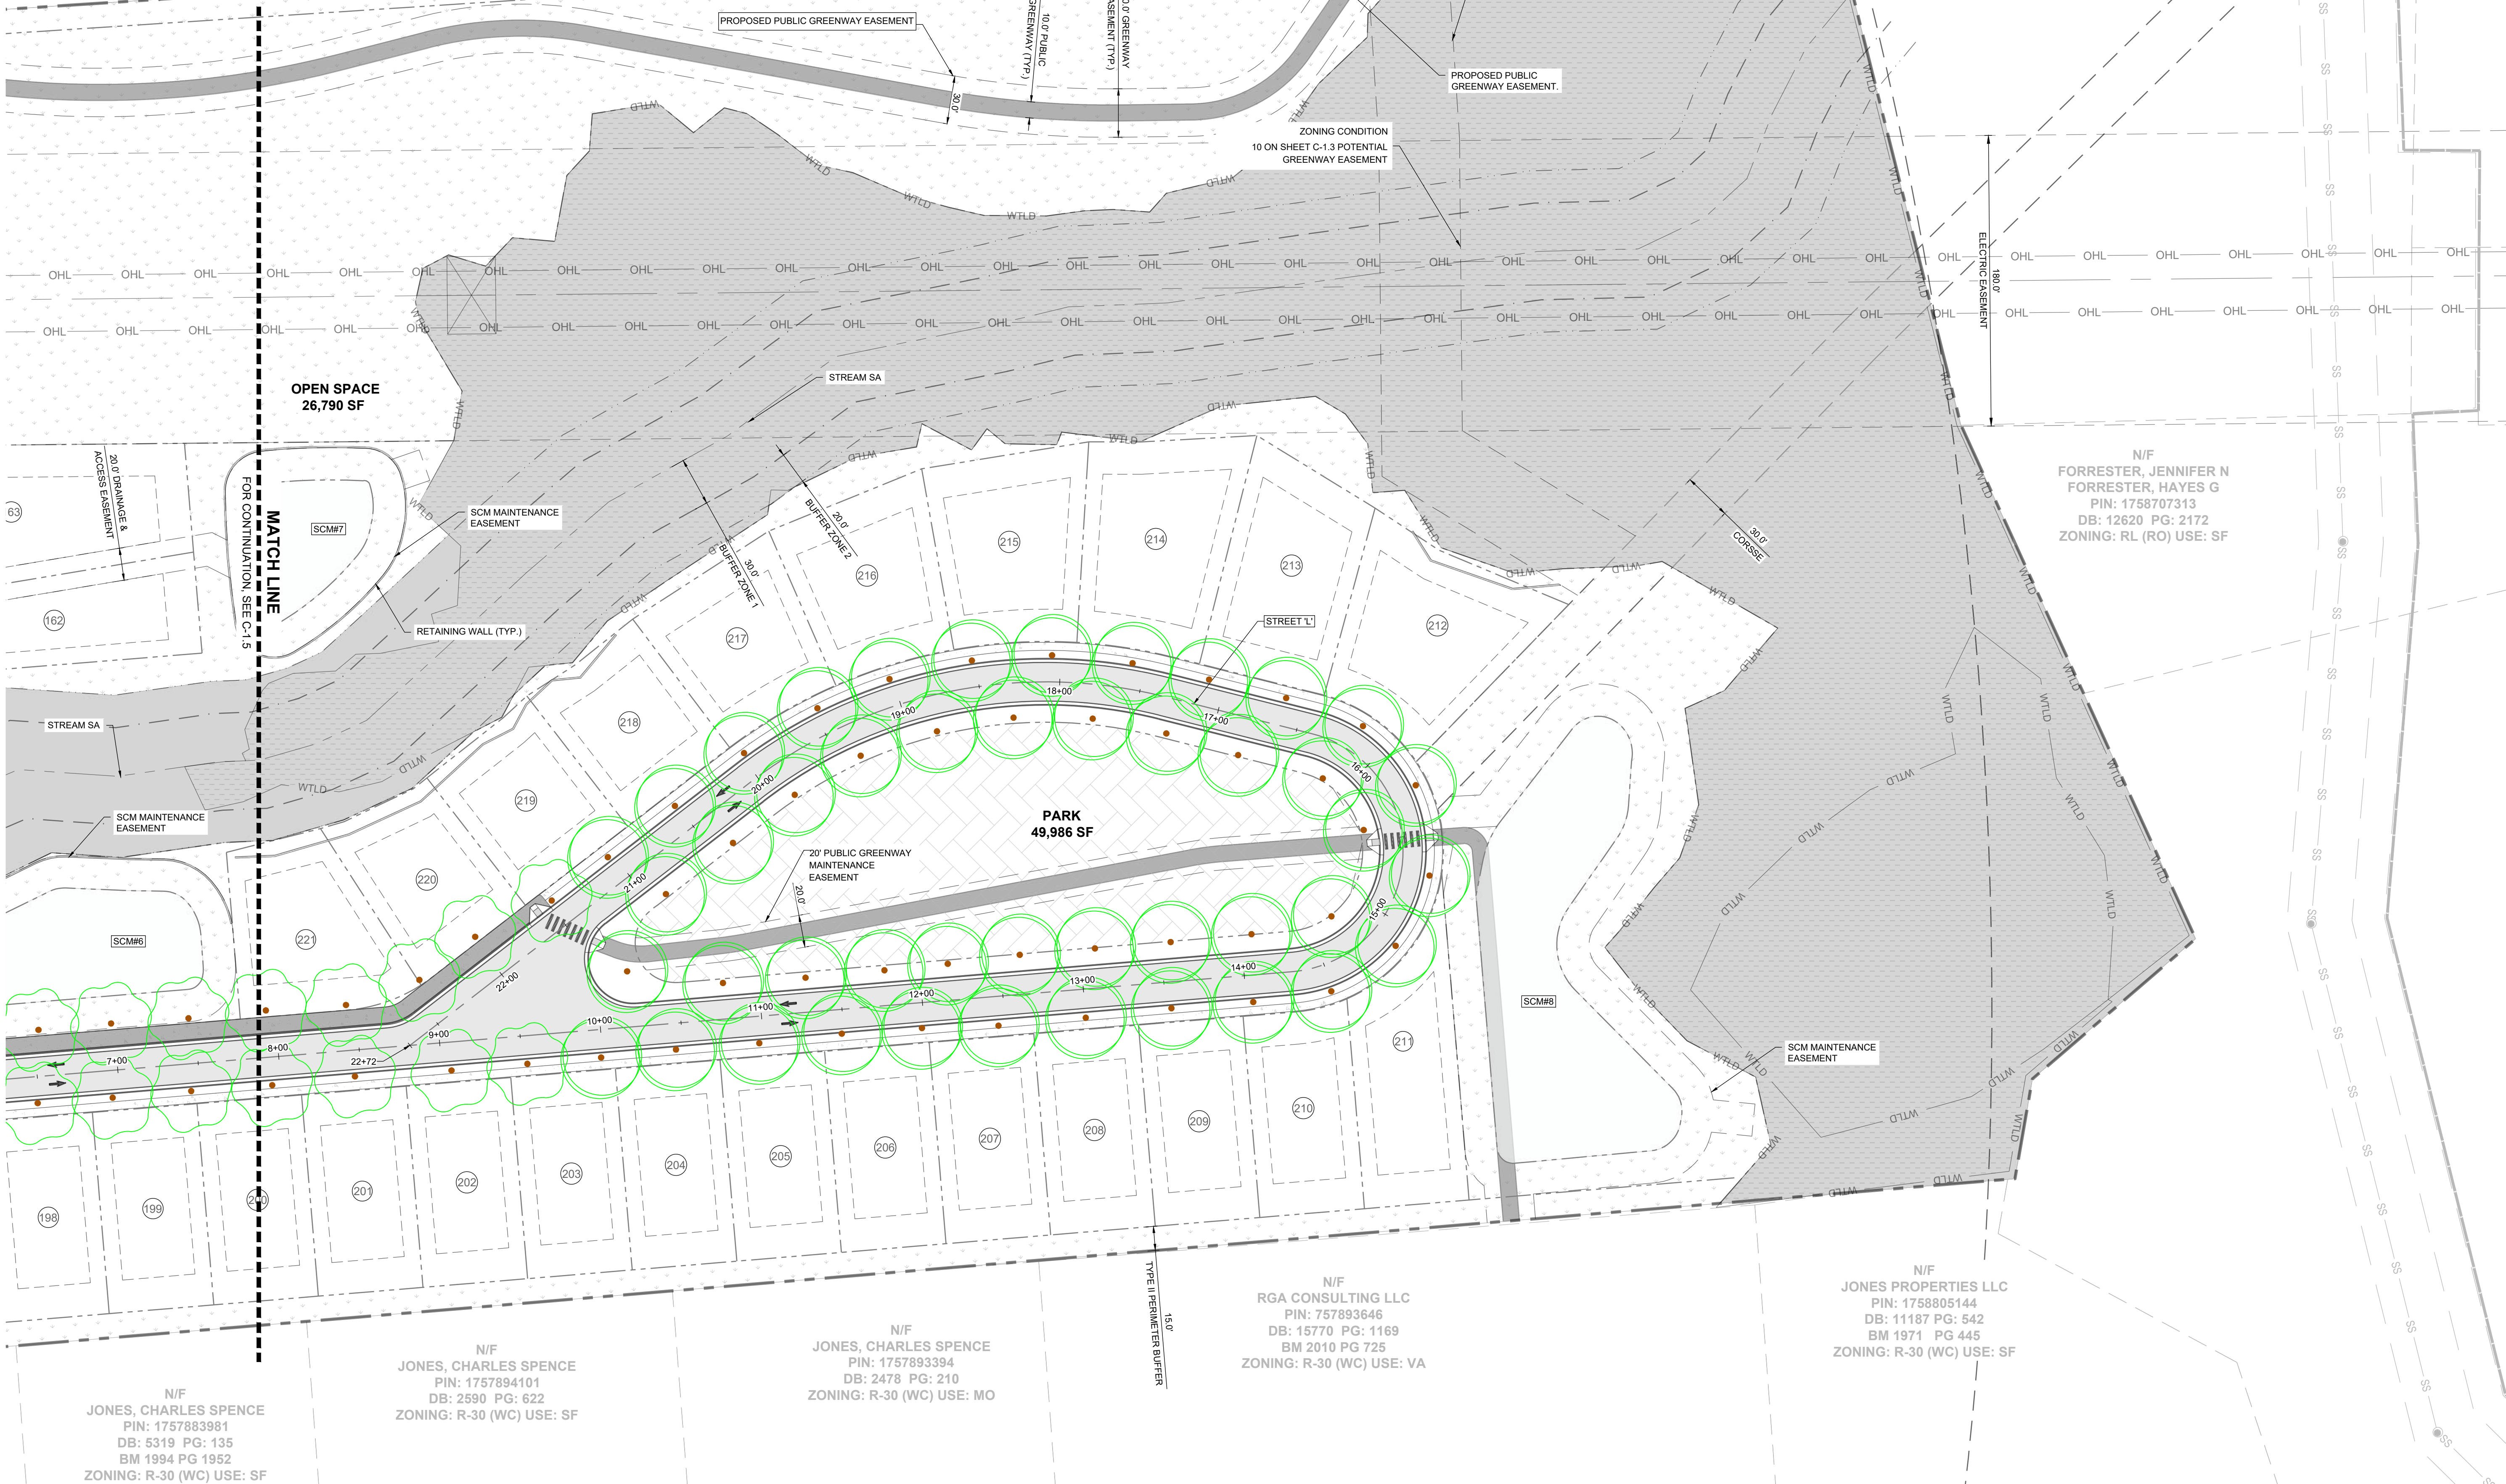 PROPOSED PUBLIC GREENWAY EASEMENT
30.0'
10.0' PUBLIC
GREENWAY (TYP.)
GREENWAY
EASEMENT (TYP.)
PROPOSED PUBLIC
GREENWAY EASEMENT.
ZONING CONDITION
10 ON SHEET C-1.3 POTENTIAL
GREENWAY EASEMENT
180.0'
ELECTRIC EASEMENT
OHL
WTLD
SS
OPEN SPACE
26,790 SF
STREAM SA
20.0' DRAINAGE &
ACCESS EASEMENT
63
162
MATCH LINE
FOR CONTINUATION, SEE C-1.5
SCM#7
SCM MAINTENANCE
EASEMENT
RETAINING WALL (TYP.)
30.0'
BUFFER ZONE 1
20.0'
BUFFER ZONE 2
30.0'
CORSSE
N/F
FORRESTER, JENNIFER N
FORRESTER, HAYES G
PIN: 1758707313
DB: 12620 PG: 2172
ZONING: RL (RO) USE: SF
215
214
213
212
216
217
218
219
220
221
STREET 'L'
18+00
17+00
16+00
15+00
14+00
13+00
12+00
11+00
10+00
9+00
8+00
7+00
19+00
20+00
21+00
22+00
22+72
STREAM SA
SCM MAINTENANCE
EASEMENT
SCM#6
PARK
49,986 SF
20' PUBLIC GREENWAY
MAINTENANCE
EASEMENT
20.0'
SCM#8
SCM MAINTENANCE
EASEMENT
198
199
200
201
202
203
204
205
206
207
208
209
210
211
15.0'
TYPE II PERIMETER BUFFER
N/F
JONES, CHARLES SPENCE
PIN: 1757883981
DB: 5319 PG: 135
BM 1994 PG 1952
ZONING: R-30 (WC) USE: SF
N/F
JONES, CHARLES SPENCE
PIN: 1757894101
DB: 2590 PG: 622
ZONING: R-30 (WC) USE: SF
N/F
JONES, CHARLES SPENCE
PIN: 1757893394
DB: 2478 PG: 210
ZONING: R-30 (WC) USE: MO
N/F
RGA CONSULTING LLC
PIN: 757893646
DB: 15770 PG: 1169
BM 2010 PG 725
ZONING: R-30 (WC) USE: VA
N/F
JONES PROPERTIES LLC
PIN: 1758805144
DB: 11187 PG: 542
BM 1971 PG 445
ZONING: R-30 (WC) USE: SF